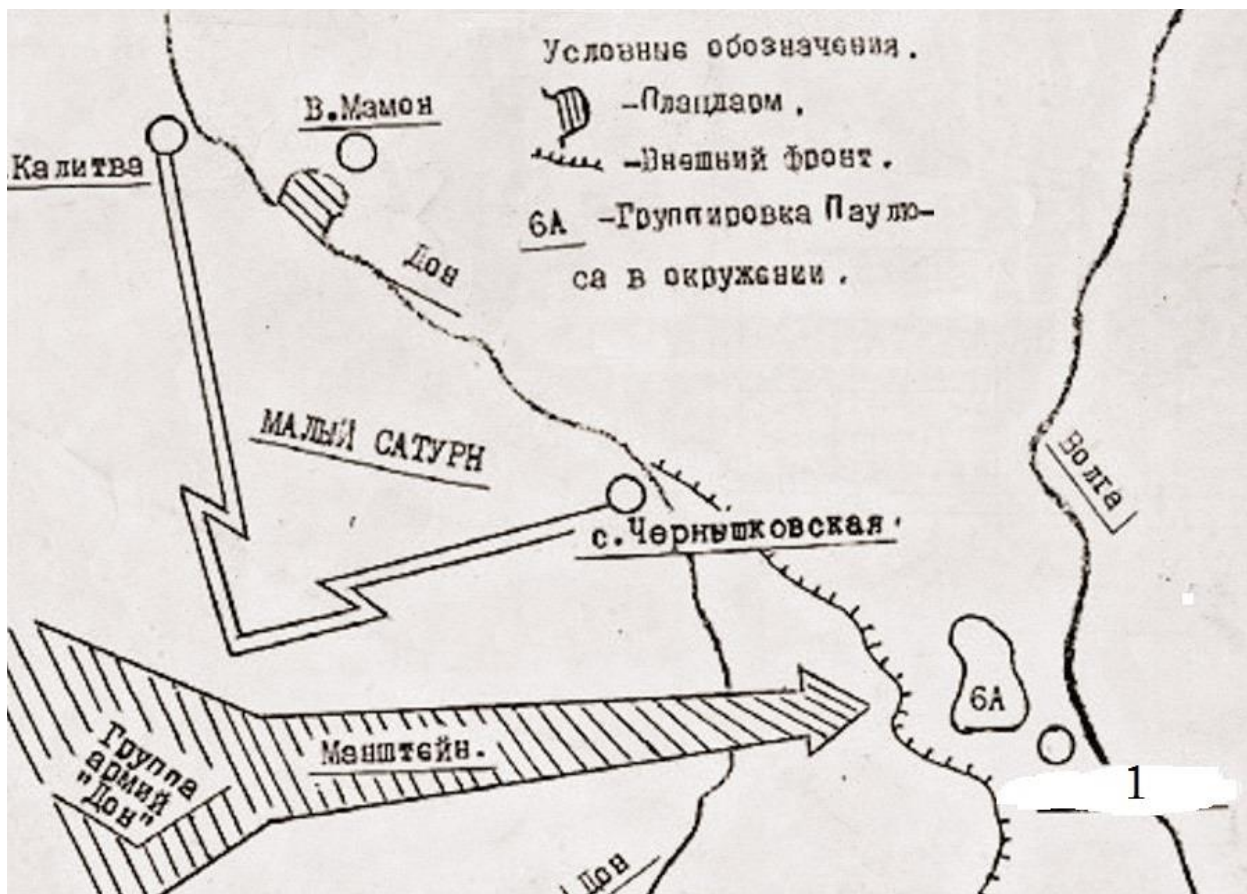 Условные обозначения.
-Плацдарм.
-Внешний фронт.
6А -Группировка Паулю-
са в окружении.
В.Мамон
Калитва
Дон
МАЛЫЙ САТУРН
Волга
с.Чернышковская
6А
Манштейн.
Группа
армий
"Дон"
1
Дон